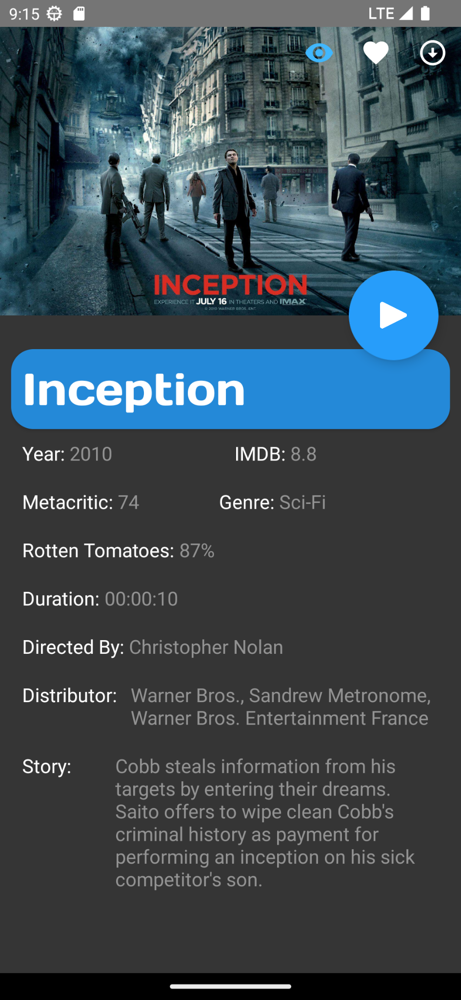 9:15
LTE
BONHEUR
INCEPTION
EXPERIENCE IT JULY 16 IN THEATERS AND IMAX
© 2010 WARNER BROS. ENT.
Inception
Year: 2010 IMDB: 8.8
Metacritic: 74 Genre: Sci-Fi
Rotten Tomatoes: 87%
Duration: 00:00:10
Directed By: Christopher Nolan
Distributor: Warner Bros., Sandrew Metronome,
Warner Bros. Entertainment France
Story: Cobb steals information from his
targets by entering their dreams.
Saito offers to wipe clean Cobb's
criminal history as payment for
performing an inception on his sick
competitor's son.